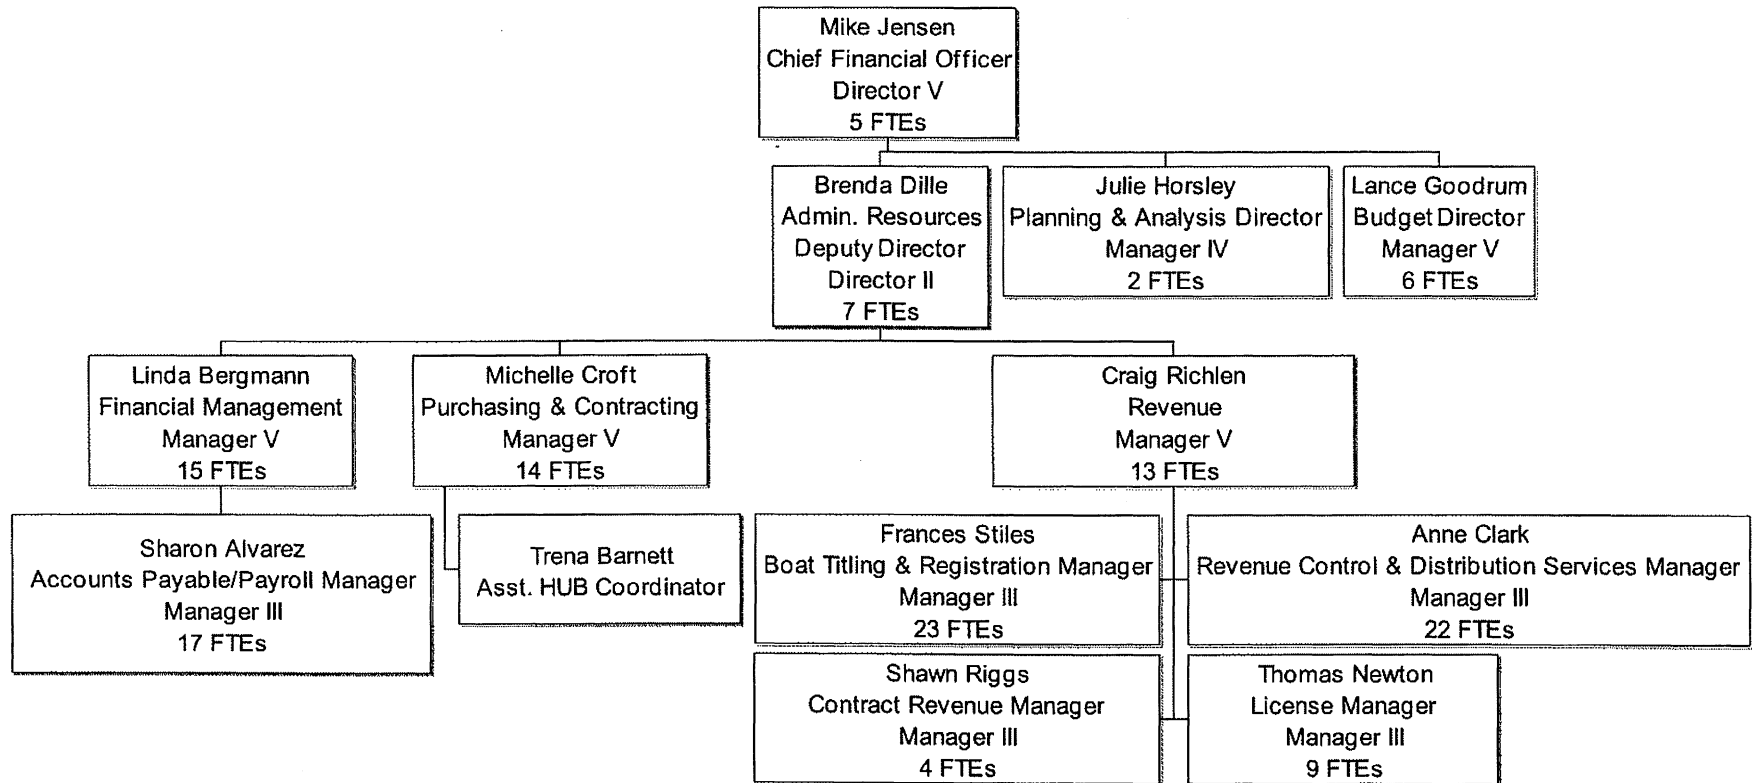 Mike Jensen
Chief Financial Officer
Director V
5 FTEs
Brenda Dille
Admin. Resources
Deputy Director
Director II
7 FTEs
Julie Horsley
Planning & Analysis Director
Manager IV
2 FTEs
Lance Goodrum
Budget Director
Manager V
6 FTEs
Linda Bergmann
Financial Management
Manager V
15 FTEs
Michelle Croft
Purchasing & Contracting
Manager V
14 FTEs
Craig Richlen
Revenue
Manager V
13 FTEs
Sharon Alvarez
Accounts Payable/Payroll Manager
Manager III
17 FTEs
Trena Barnett
Asst. HUB Coordinator
Frances Stiles
Boat Titling & Registration Manager
Manager III
23 FTEs
Anne Clark
Revenue Control & Distribution Services Manager
Manager III
22 FTEs
Shawn Riggs
Contract Revenue Manager
Manager III
4 FTEs
Thomas Newton
License Manager
Manager III
9 FTEs